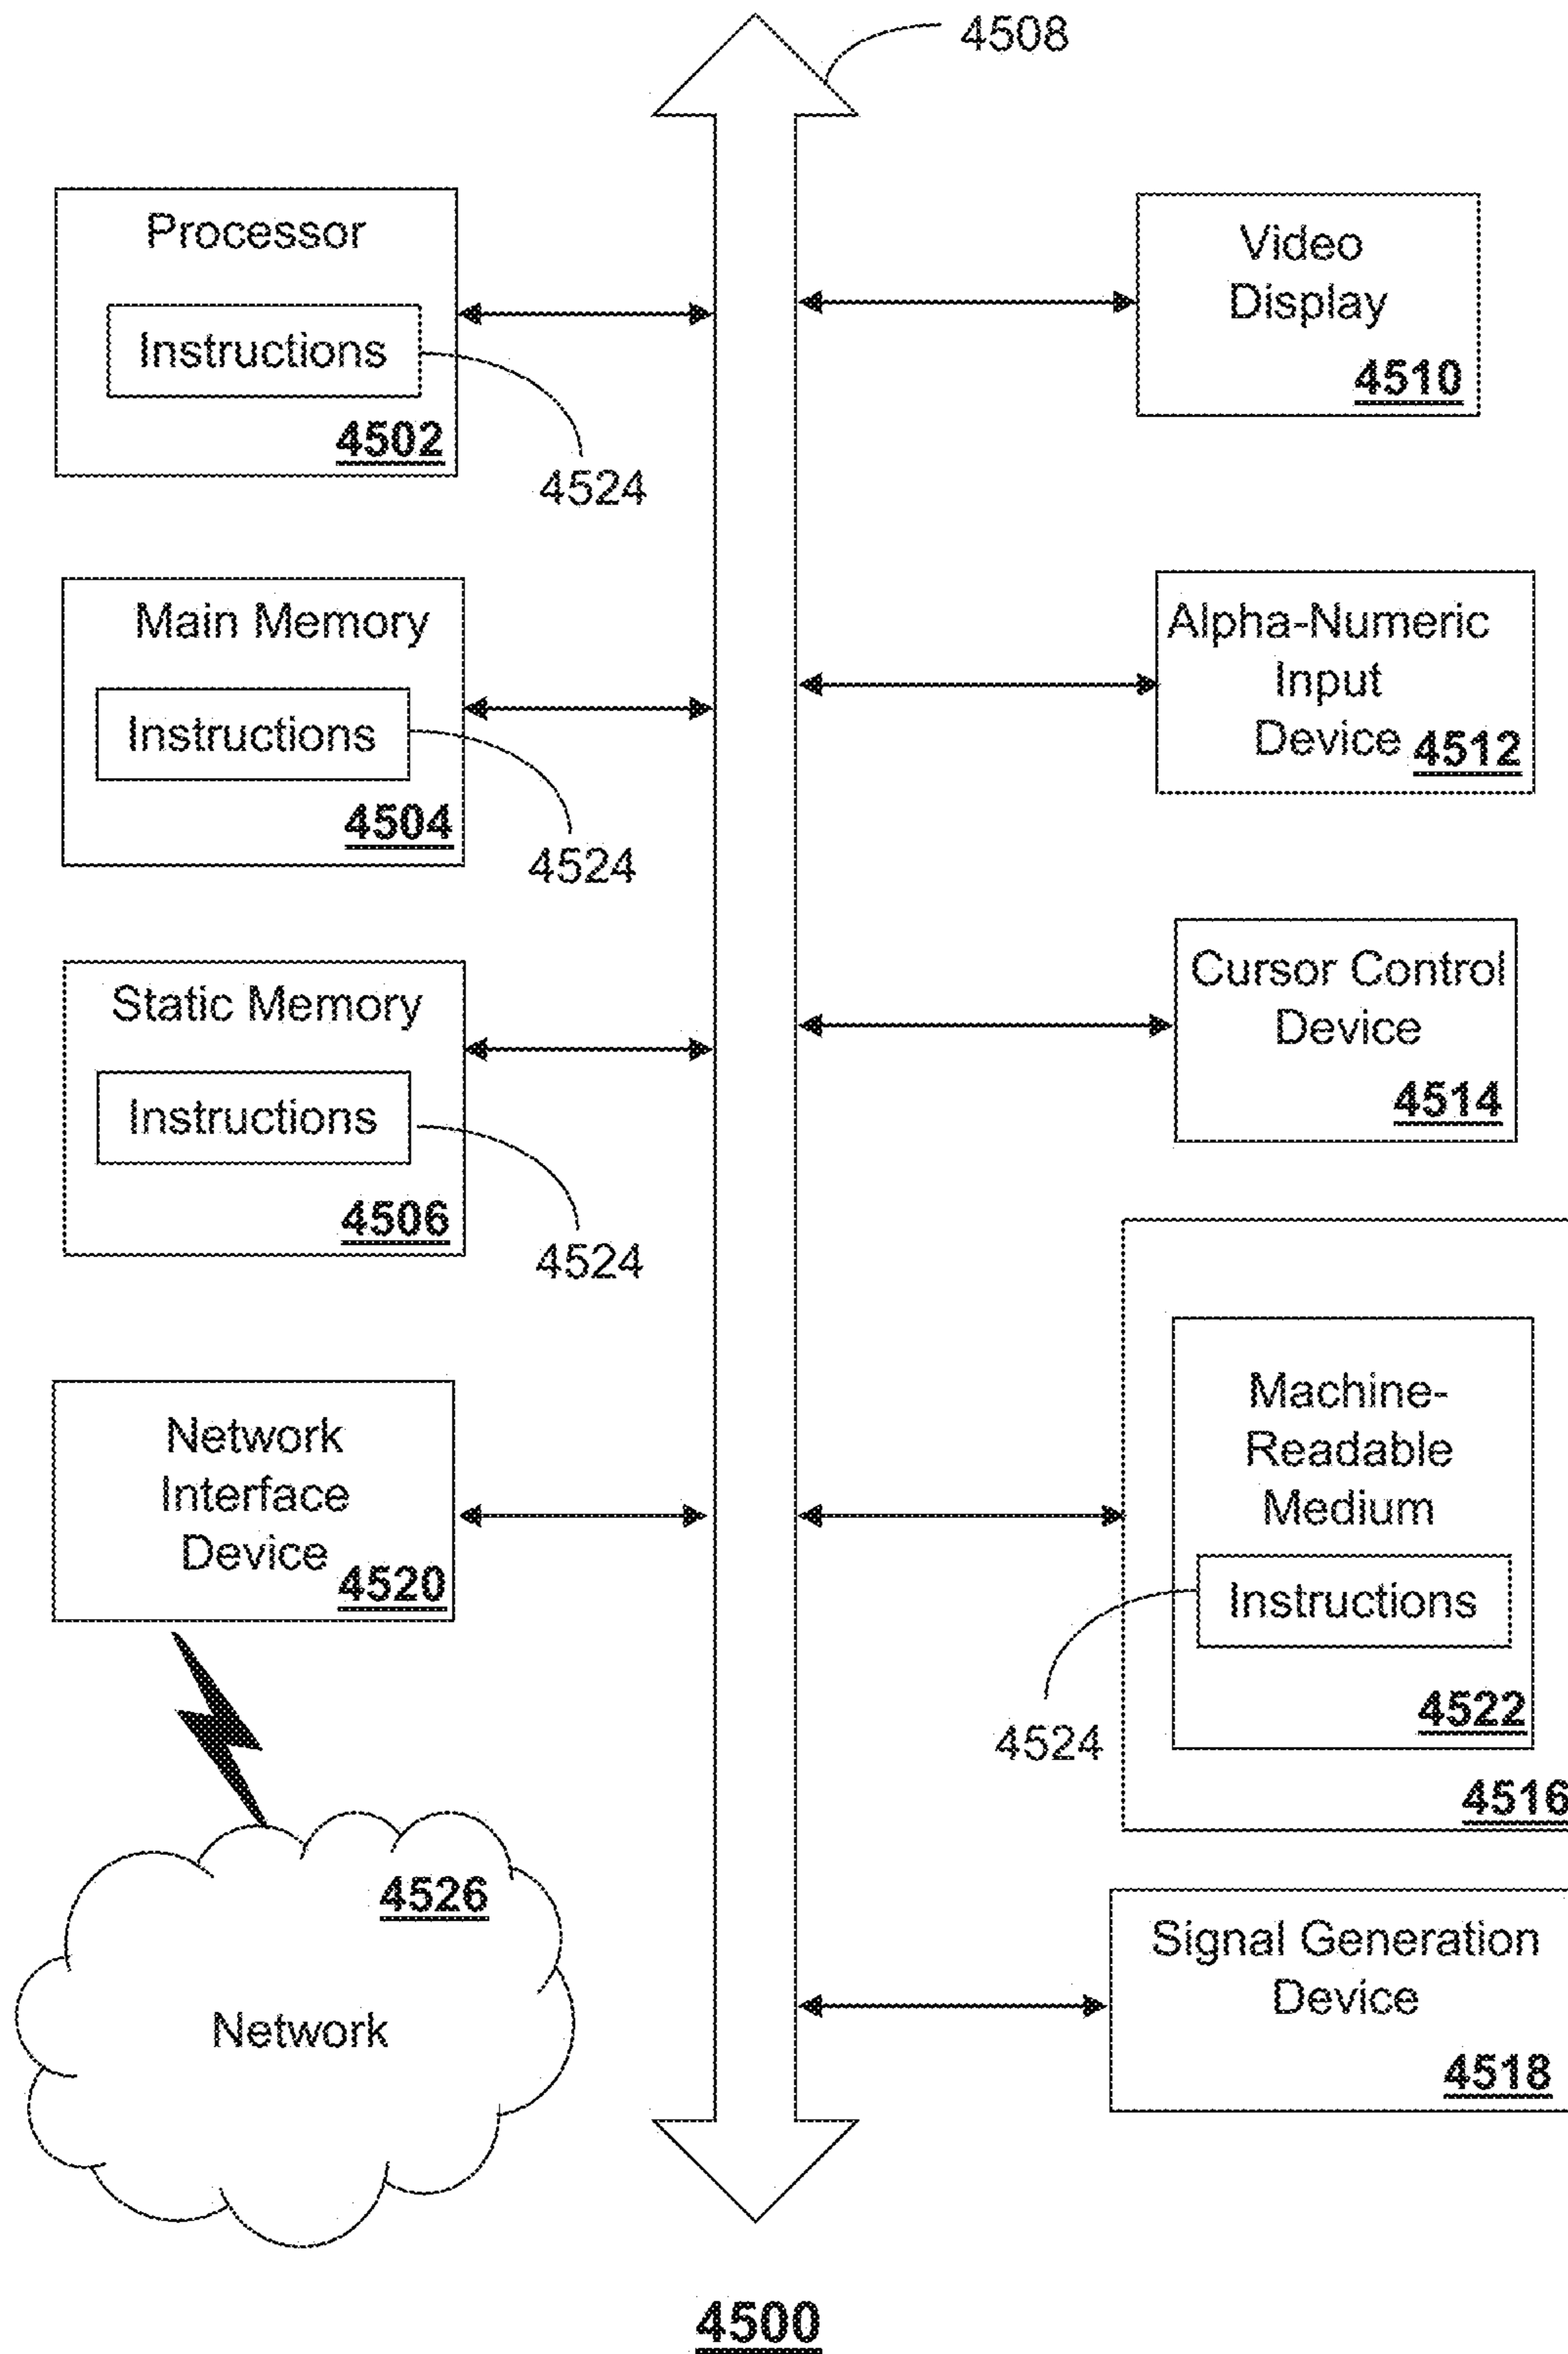 4508
Processor
Instructions
4502
4524
Main Memory
Instructions
4504
4524
Static Memory
Instructions
4506
4524
Network
Interface
Device
4520
4526
Network
Video
Display
4510
Alpha-Numeric
Input
Device
4512
Cursor Control
Device
4514
Machine-
Readable
Medium
Instructions
4522
4524
4516
Signal Generation
Device
4518
4500